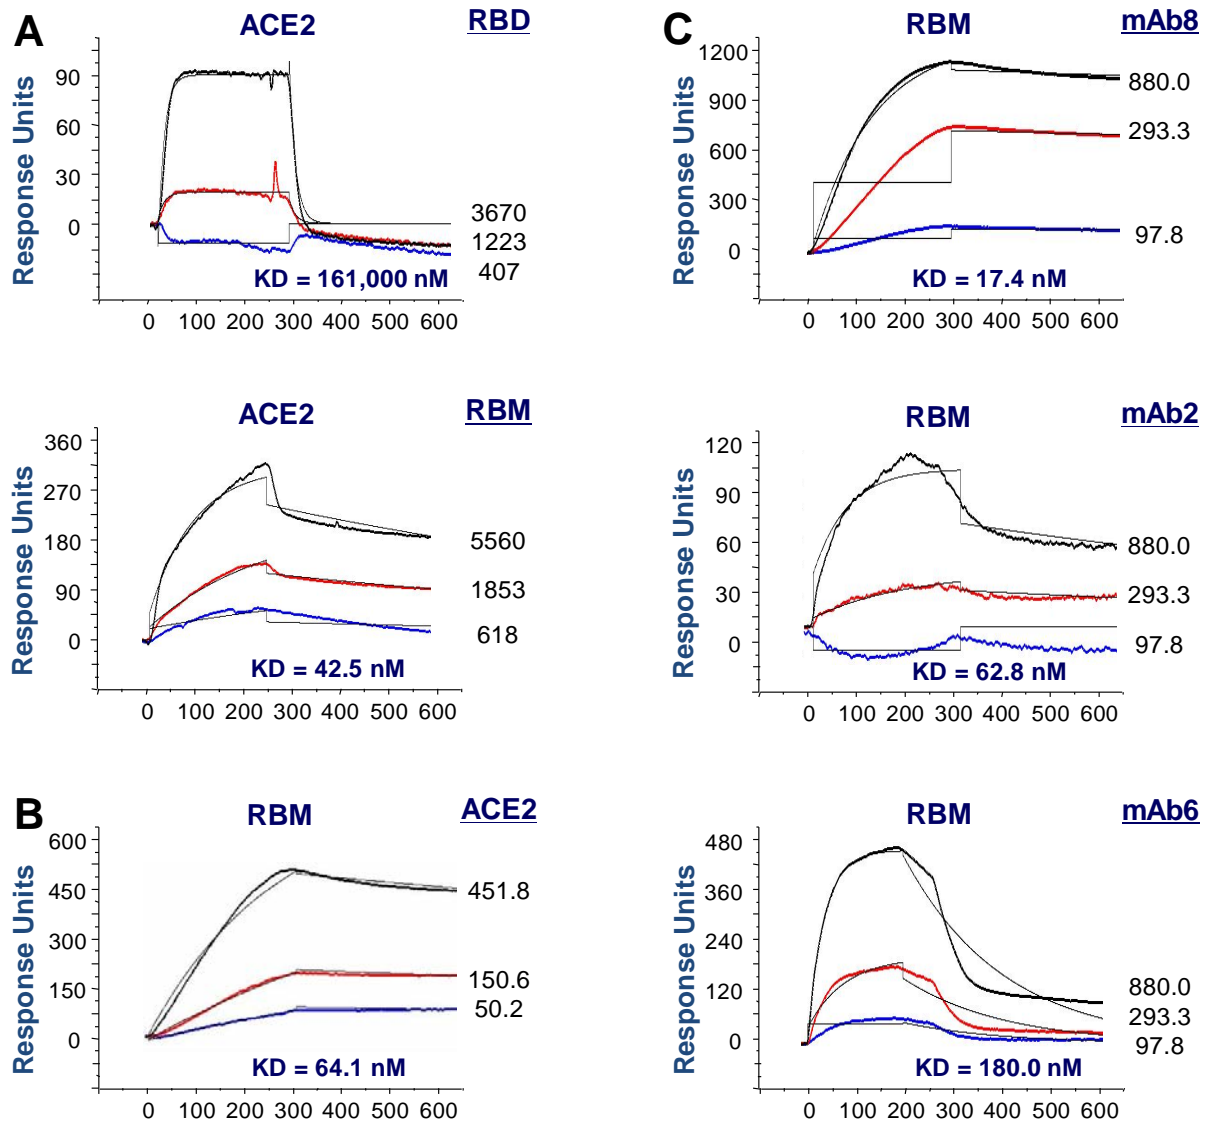 A
ACE2
RBD
Response Units
90
60
30
0
3670
1223
407
KD = 161,000 nM
0 100 200 300 400 500 600
ACE2
RBM
Response Units
360
270
180
90
0
5560
1853
618
KD = 42.5 nM
0 100 200 300 400 500 600
B
RBM
ACE2
Response Units
600
450
300
150
0
451.8
150.6
50.2
KD = 64.1 nM
0 100 200 300 400 500 600
C
RBM
mAb8
Response Units
1200
900
600
300
0
880.0
293.3
97.8
KD = 17.4 nM
0 100 200 300 400 500 600
RBM
mAb2
Response Units
120
90
60
30
0
880.0
293.3
97.8
KD = 62.8 nM
0 100 200 300 400 500 600
RBM
mAb6
Response Units
480
360
240
120
0
880.0
293.3
97.8
KD = 180.0 nM
0 100 200 300 400 500 600